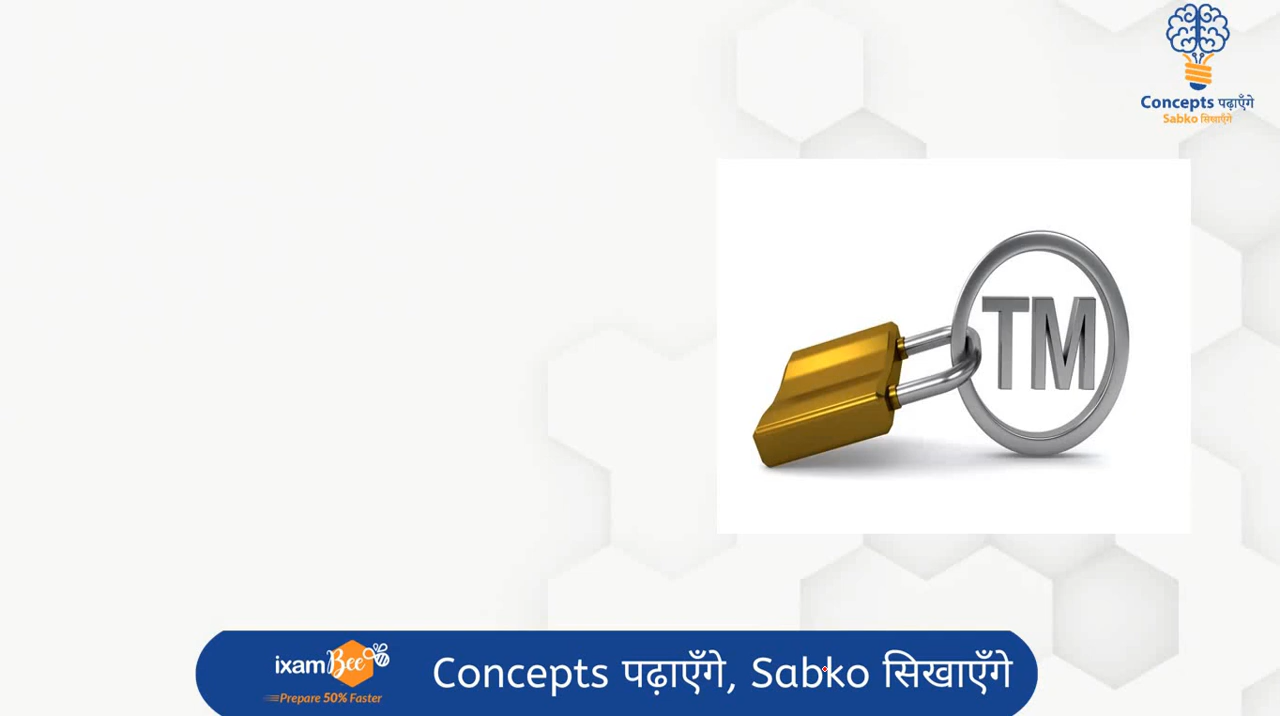 Concepts पढ़ाएँगे
Sabko सिखाएँगे
TM
ixamBee
Prepare 50% Faster
Concepts पढ़ाएँगे, Sabko सिखाएँगे